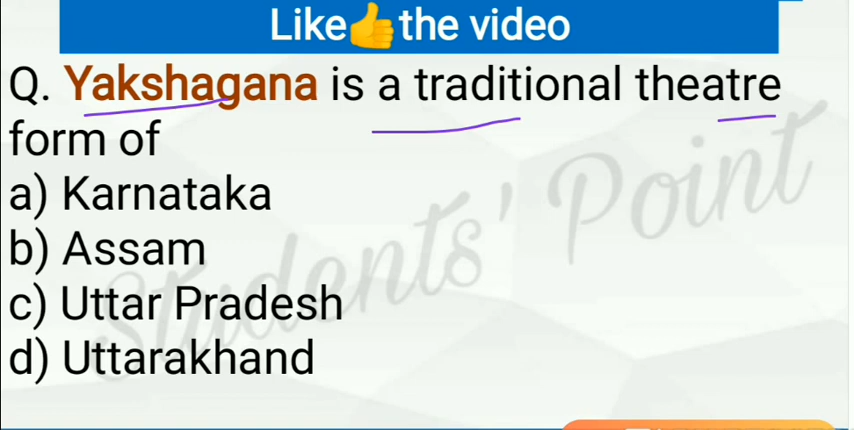 Like👍the video
Q. Yakshagana is a traditional theatre
form of
a) Karnataka
b) Assam
c) Uttar Pradesh
d) Uttarakhand
Students' Point